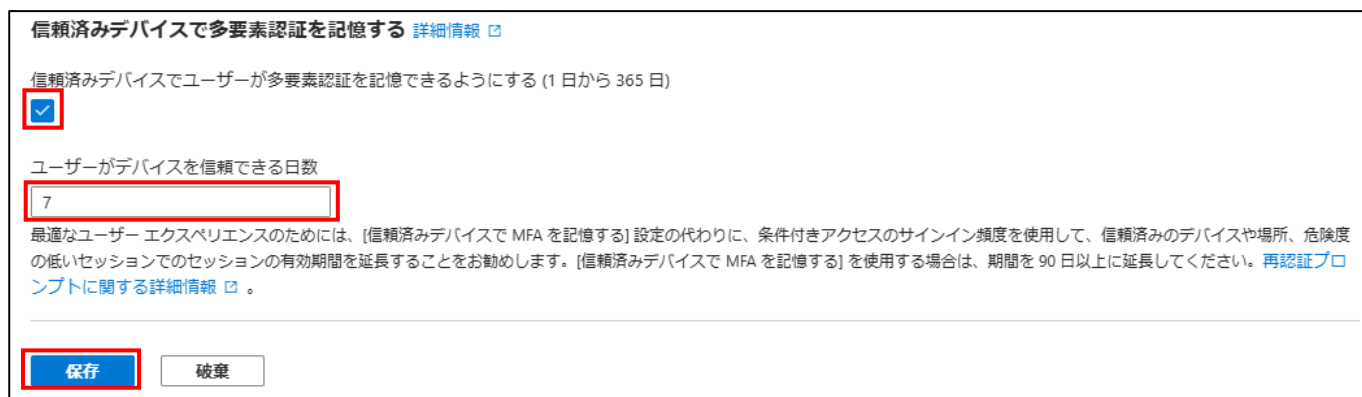 信頼済みデバイスで多要素認証を記憶する 詳細情報
信頼済みデバイスでユーザーが多要素認証を記憶できるようにする (1 日から 365 日)
ユーザーがデバイスを信頼できる日数
7
最適なユーザー エクスペリエンスのためには、[信頼済みデバイスで MFA を記憶する] 設定の代わりに、条件付きアクセスのサインイン頻度を使用して、信頼済みのデバイスや場所、危険度
の低いセッションでのセッションの有効期間を延長することをお勧めします。[信頼済みデバイスで MFA を記憶する] を使用する場合は、期間を 90 日以上に延長してください。再認証プロ
ンプトに関する詳細情報 。
保存 破棄